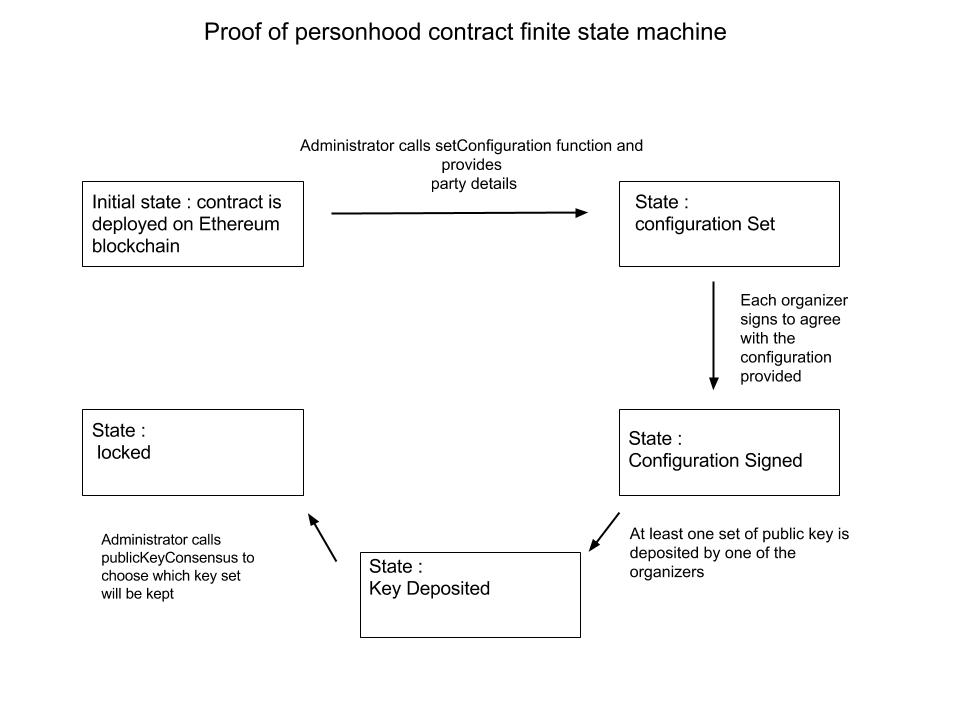 Proof of personhood contract finite state machine
Administrator calls setConfiguration function and
provides
party details
Initial state : contract is
deployed on Ethereum
blockchain
State :
configuration Set
Each organizer
signs to agree
with the
configuration
provided
State :
Configuration Signed
At least one set of public key is
deposited by one of the
organizers
State :
Key Deposited
Administrator calls
publicKeyConsensus to
choose which key set
will be kept
State :
locked